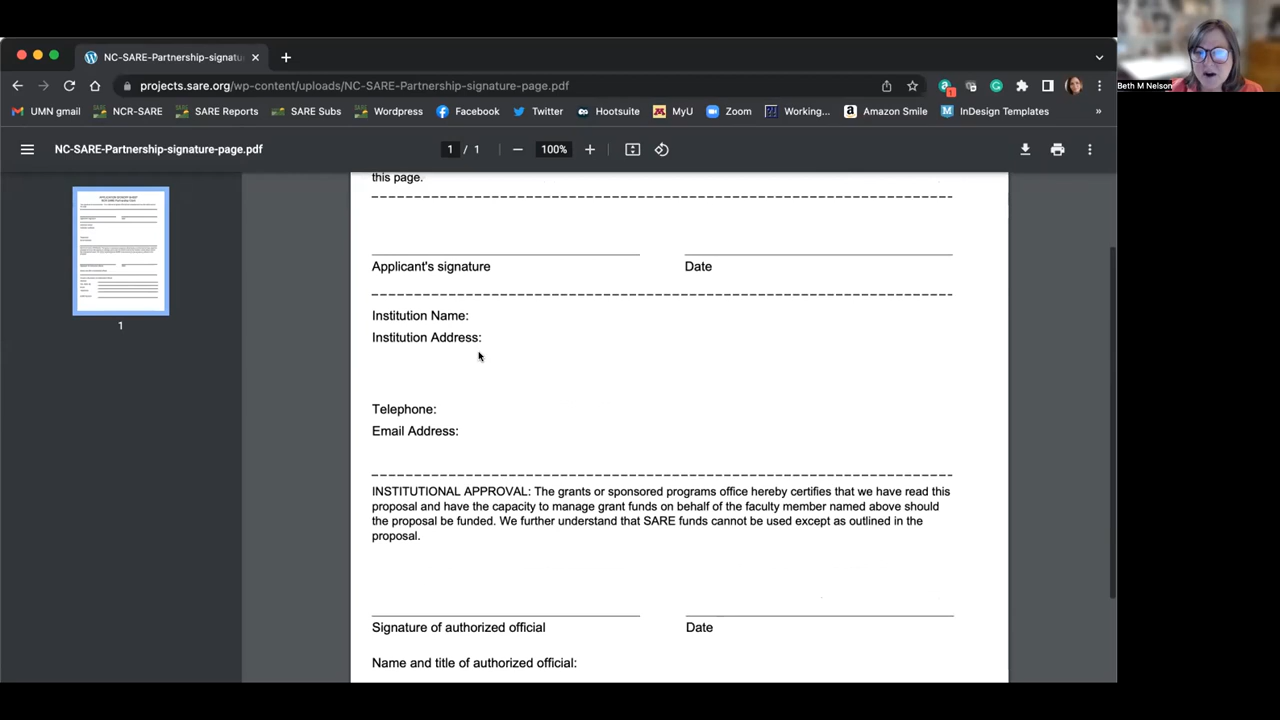 NC-SARE-Partnership-signatu
projects.sare.org/wp-content/uploads/NC-SARE-Partnership-signature-page.pdf
1
Beth M Nelson
UMN gmail
NCR-SARE
SARE Repo
SARE Subs
Wordpress
Facebook
Twitter
Hootsuite
MyU
Zoom
Working...
Amazon Smile
InDesign Templates
»
NC-SARE-Partnership-signature-page.pdf
1 / 1
100%
1
this page.
Applicant's signature
Date
Institution Name:
Institution Address:
Telephone:
Email Address:
INSTITUTIONAL APPROVAL: The grants or sponsored programs office hereby certifies that we have read this
proposal and have the capacity to manage grant funds on behalf of the faculty member named above should
the proposal be funded. We further understand that SARE funds cannot be used except as outlined in the
proposal.
Signature of authorized official
Date
Name and title of authorized official: